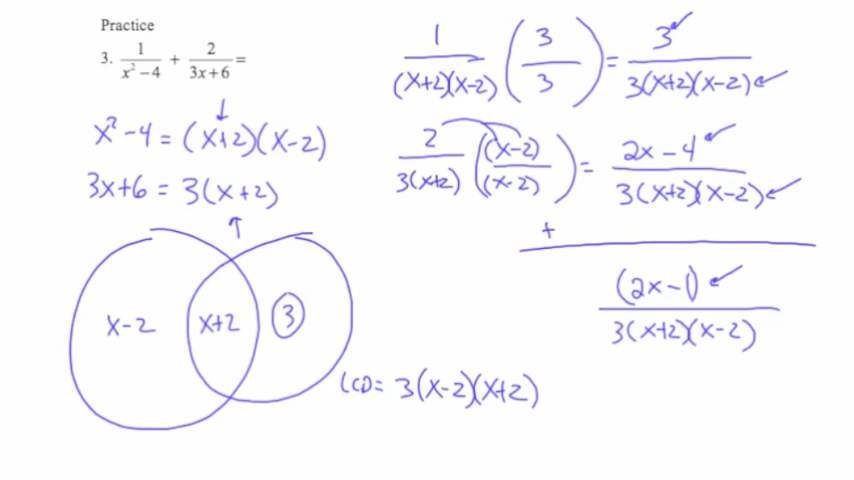 Practice
3. 1/(x²-4) + 2/(3x+6) =
x²-4 = (x+2)(x-2)
3x+6 = 3(x+2)
x-2 x+2 3
LCD= 3(x-2)(x+2)
1/((x+2)(x-2)) (3/3) = 3/(3(x+2)(x-2))
2/(3(x+2)) ((x-2)/(x-2)) = (2x-4)/(3(x+2)(x-2))
+
(2x-1)/(3(x+2)(x-2))